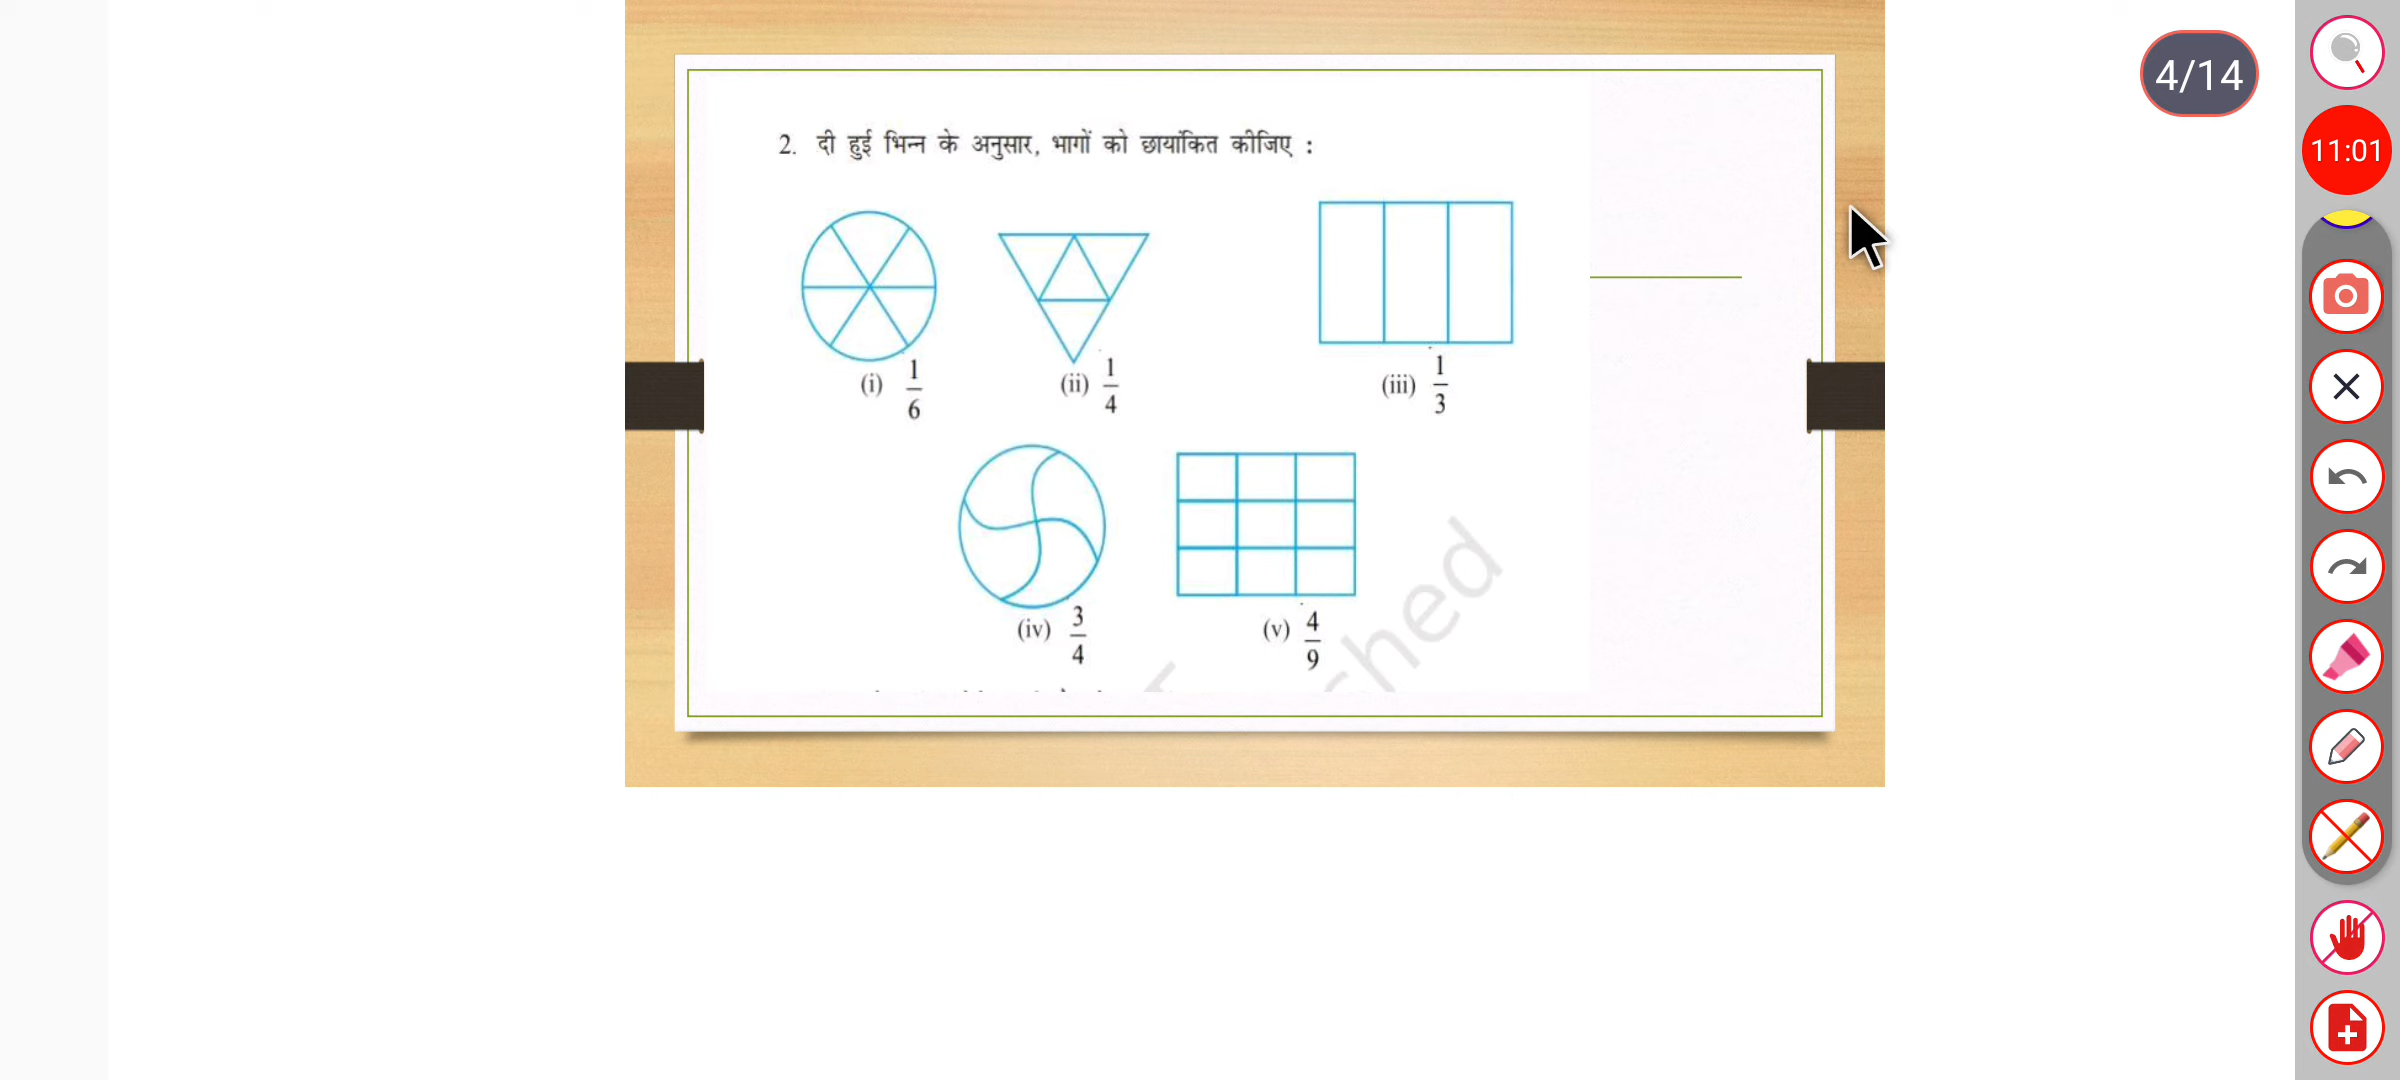 4/14
11:01
2. दी हुई भिन्न के अनुसार, भागों को छायांकित कीजिए :
(i) 1/6 (ii) 1/4 (iii) 1/3
(iv) 3/4 (v) 4/9
shed